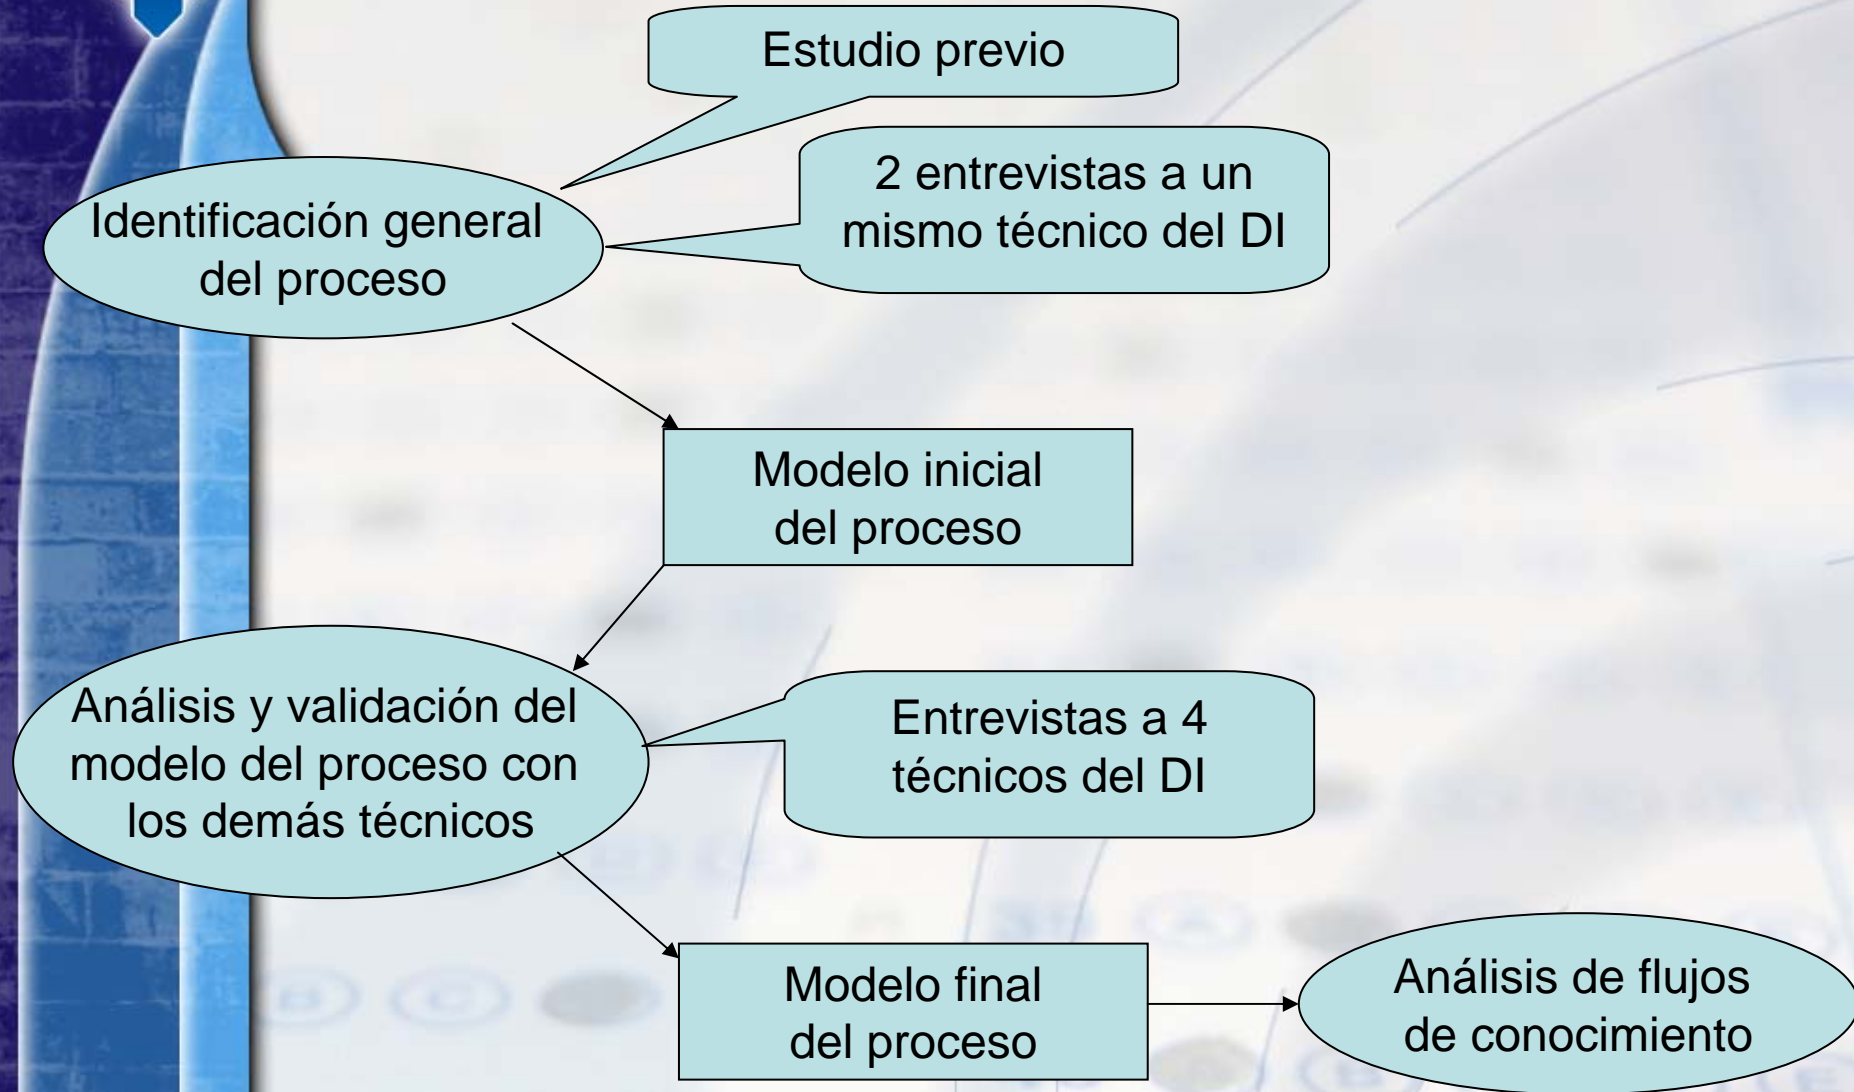 Estudio previo
2 entrevistas a un
mismo técnico del DI
Identificación general
del proceso
Modelo inicial
del proceso
Análisis y validación del
modelo del proceso con
los demás técnicos
Entrevistas a 4
técnicos del DI
Modelo final
del proceso
Análisis de flujos
de conocimiento